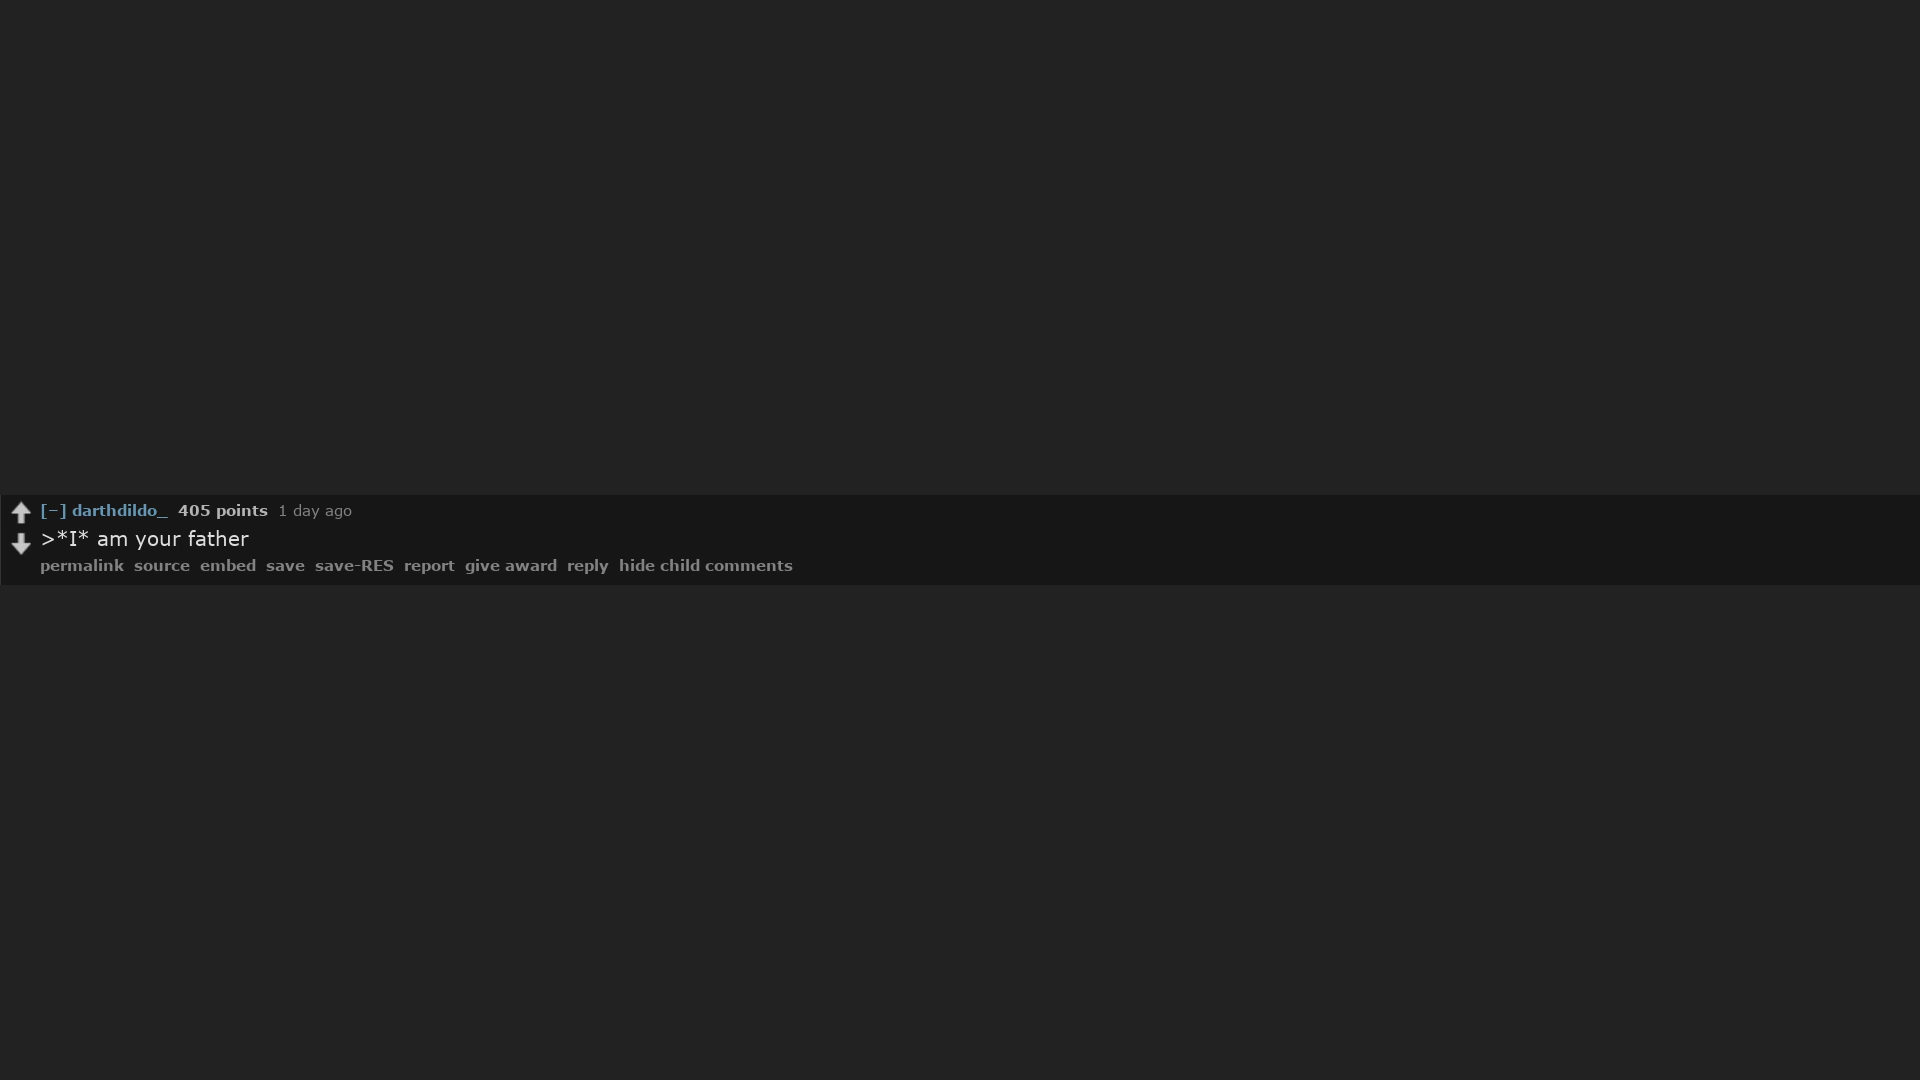 [−] darthdildo_ 405 points 1 day ago
>*I* am your father
permalink source embed save save-RES report give award reply hide child comments